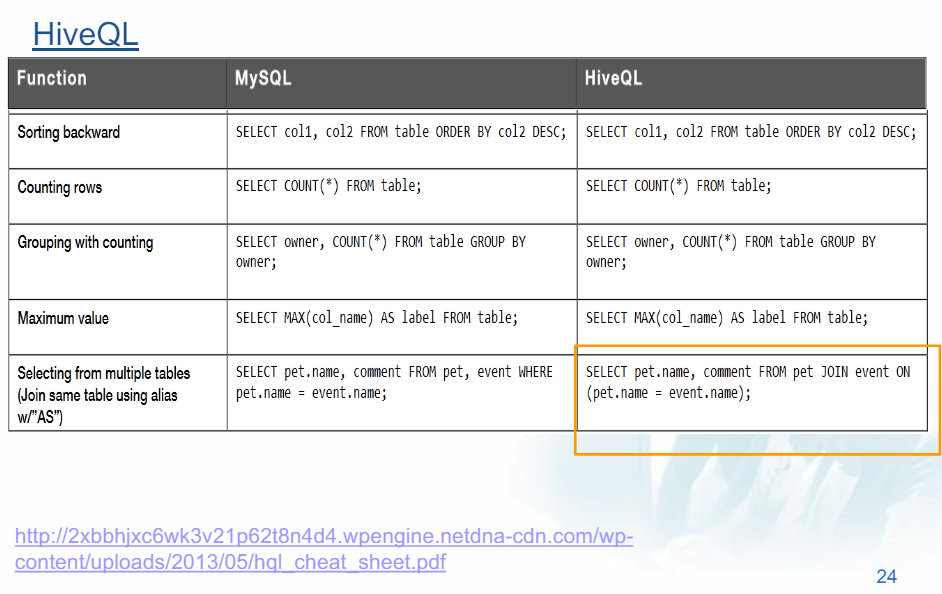 HiveQL
Function MySQL HiveQL
Sorting backward SELECT col1, col2 FROM table ORDER BY col2 DESC; SELECT col1, col2 FROM table ORDER BY col2 DESC;
Counting rows SELECT COUNT(*) FROM table; SELECT COUNT(*) FROM table;
Grouping with counting SELECT owner, COUNT(*) FROM table GROUP BY SELECT owner, COUNT(*) FROM table GROUP BY
owner; owner;
Maximum value SELECT MAX(col_name) AS label FROM table; SELECT MAX(col_name) AS label FROM table;
Selecting from multiple tables SELECT pet.name, comment FROM pet, event WHERE SELECT pet.name, comment FROM pet JOIN event ON
(Join same table using alias pet.name = event.name; (pet.name = event.name);
w/”AS”)
http://2xbbhjxc6wk3v21p62t8n4d4.wpengine.netdna-cdn.com/wp-
content/uploads/2013/05/hql_cheat_sheet.pdf
24